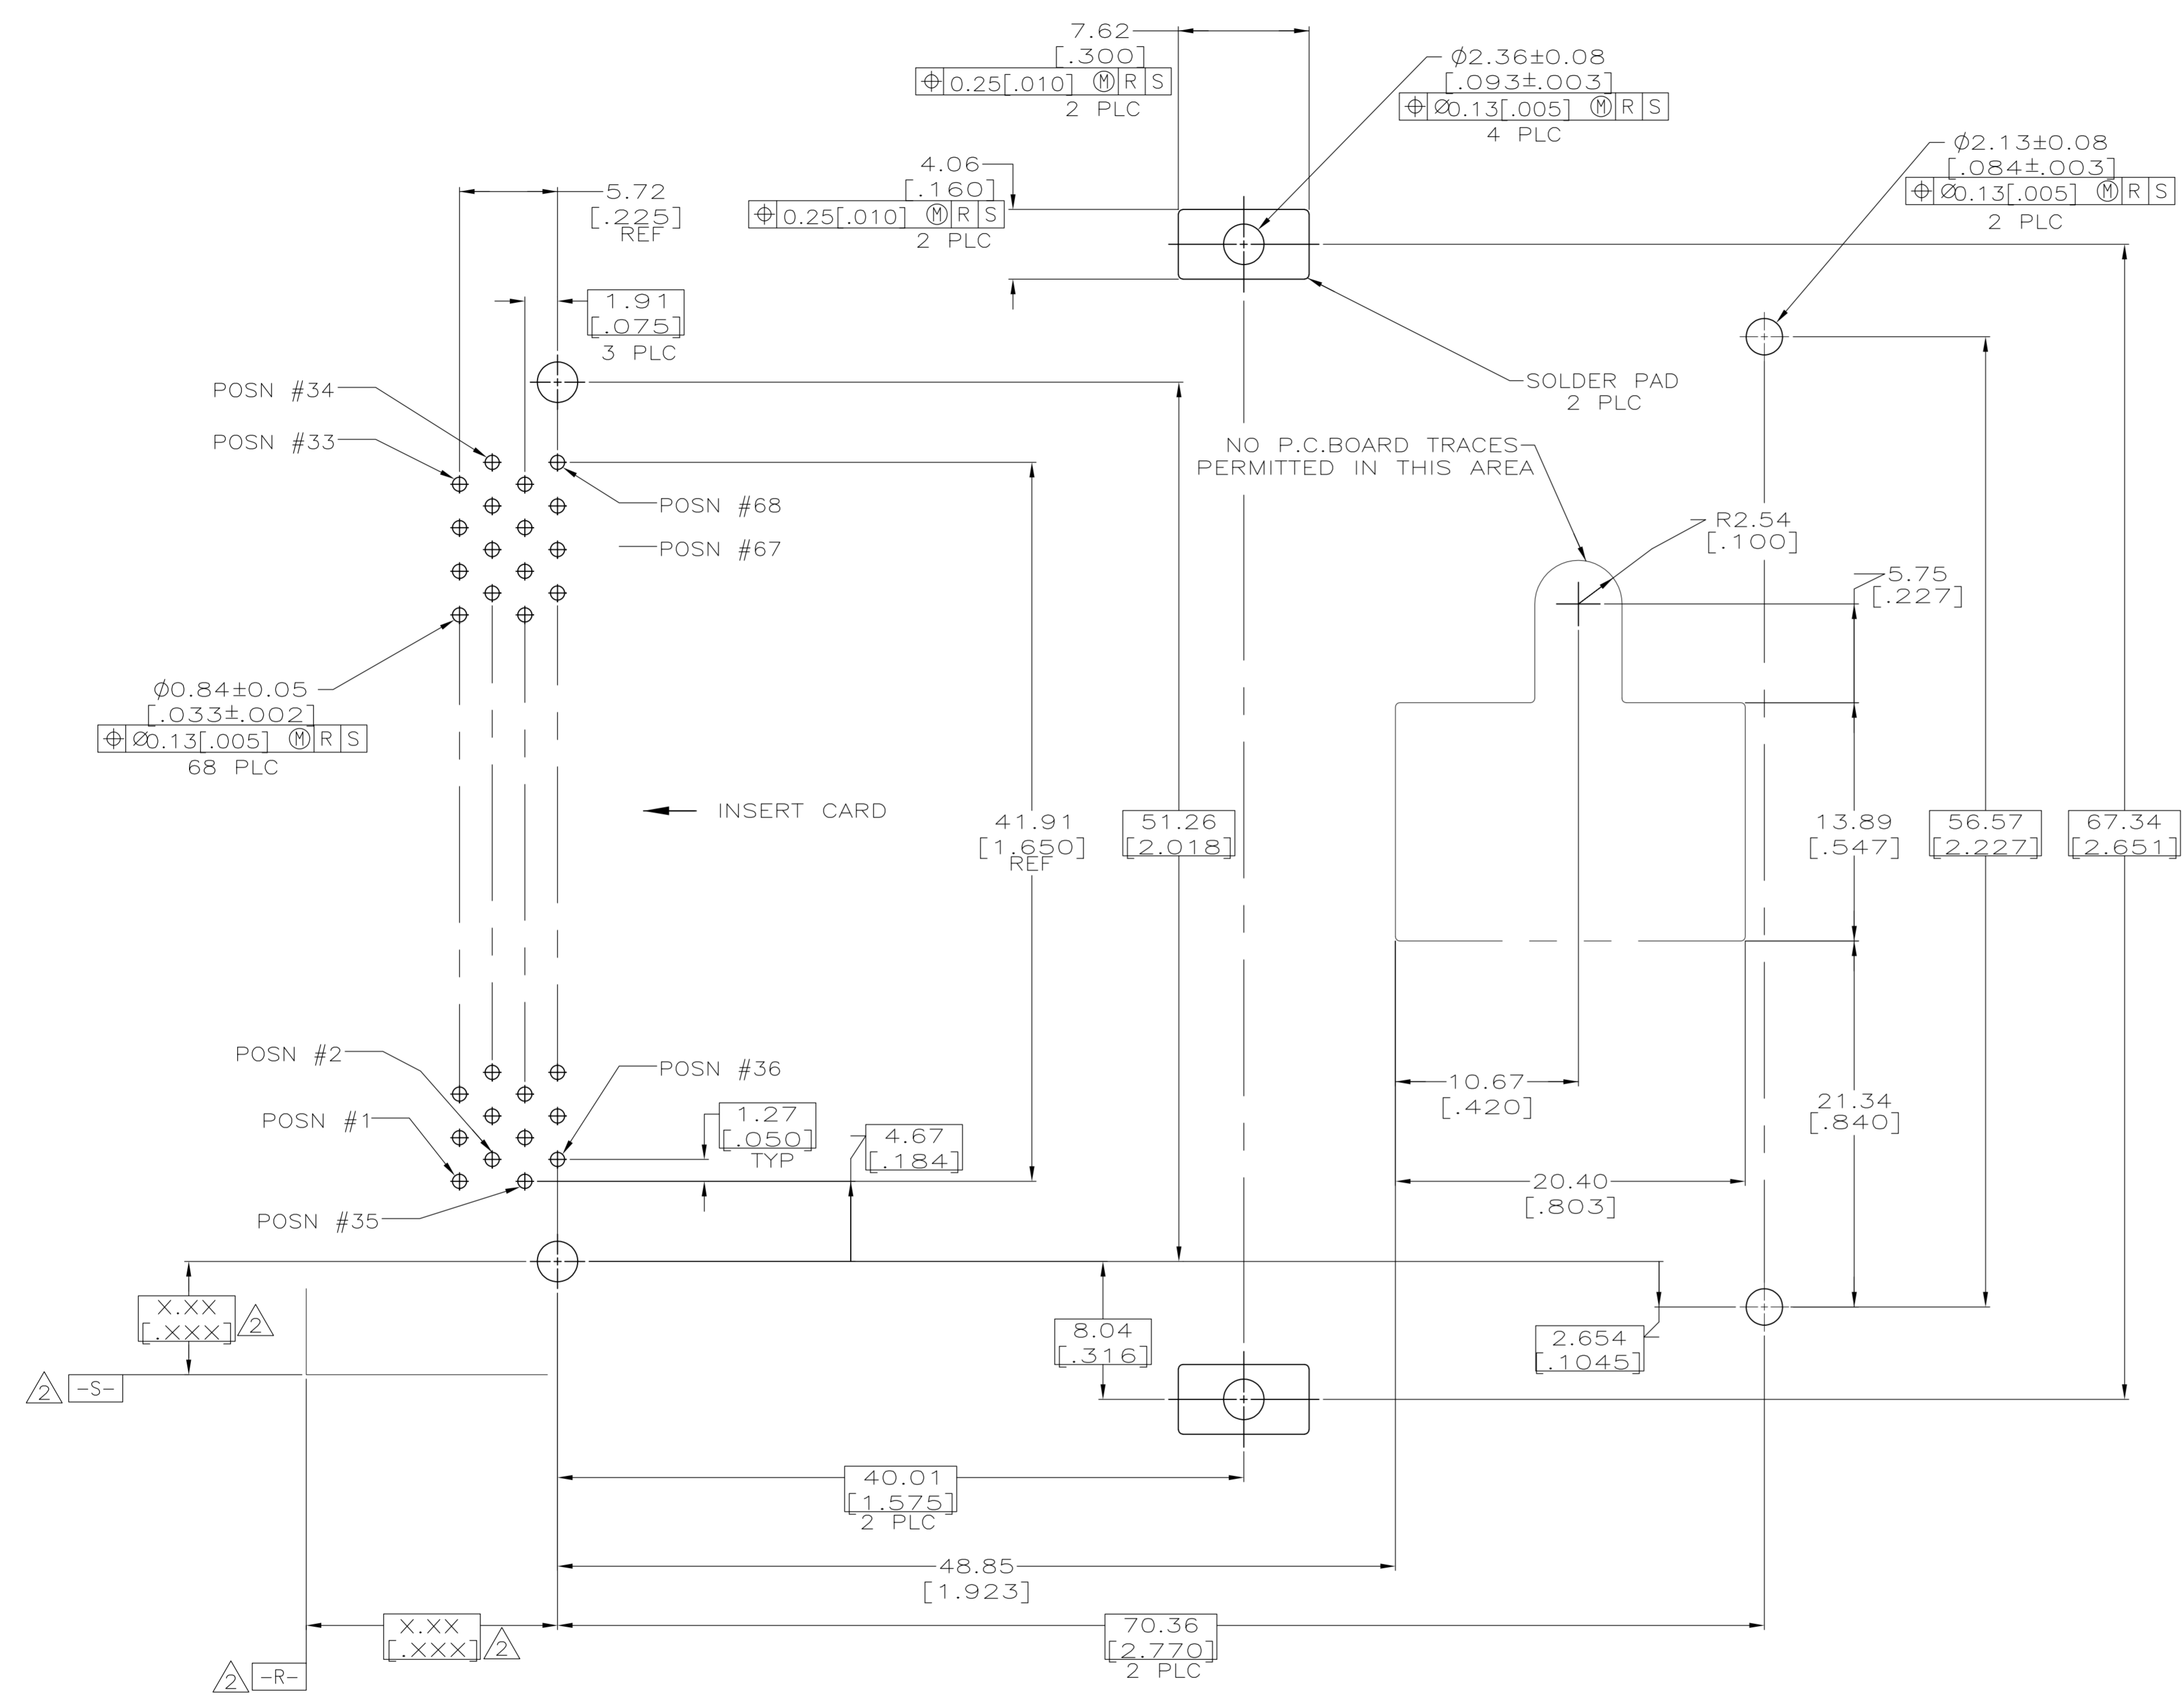 7.62
[.300]
⌖ 0.25[.010] Ⓜ R S
2 PLC
∅2.36±0.08
[.093±.003]
⌖ ∅0.13[.005] Ⓜ R S
4 PLC
∅2.13±0.08
[.084±.003]
⌖ ∅0.13[.005] Ⓜ R S
2 PLC
4.06
[.160]
⌖ 0.25[.010] Ⓜ R S
2 PLC
5.72
[.225]
REF
1.91
[.075]
3 PLC
POSN #34
POSN #33
SOLDER PAD
2 PLC
NO P.C.BOARD TRACES
PERMITTED IN THIS AREA
POSN #68
POSN #67
R2.54
[.100]
5.75
[.227]
∅0.84±0.05
[.033±.002]
⌖ ∅0.13[.005] Ⓜ R S
68 PLC
INSERT CARD
41.91
[1.650]
REF
51.26
[2.018]
13.89
[.547]
56.57
[2.227]
67.34
[2.651]
POSN #2
POSN #1
POSN #36
POSN #35
1.27
[.050]
TYP
4.67
[.184]
10.67
[.420]
21.34
[.840]
20.40
[.803]
X.XX
[.XXX] 2
8.04
[.316]
2.654
[.1045]
2 -S-
40.01
[1.575]
2 PLC
48.85
[1.923]
X.XX
[.XXX] 2
70.36
[2.770]
2 PLC
2 -R-